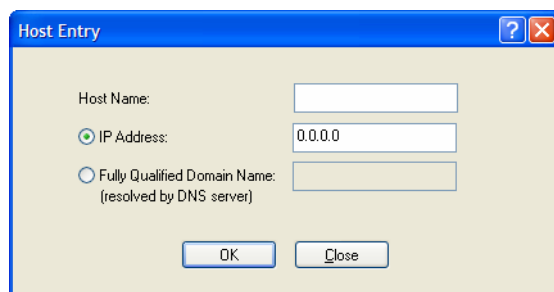 Host Entry
?
Host Name:
IP Address:
0.0.0.0
Fully Qualified Domain Name:
(resolved by DNS server)
OK
Close